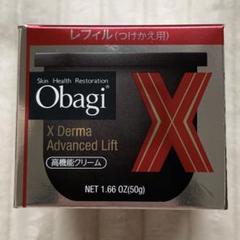 レフィル(つけかえ用)
Skin Health Restoration
Obagi®
X Derma
Advanced Lift
高機能クリーム
X
NET 1.66 OZ(50g)